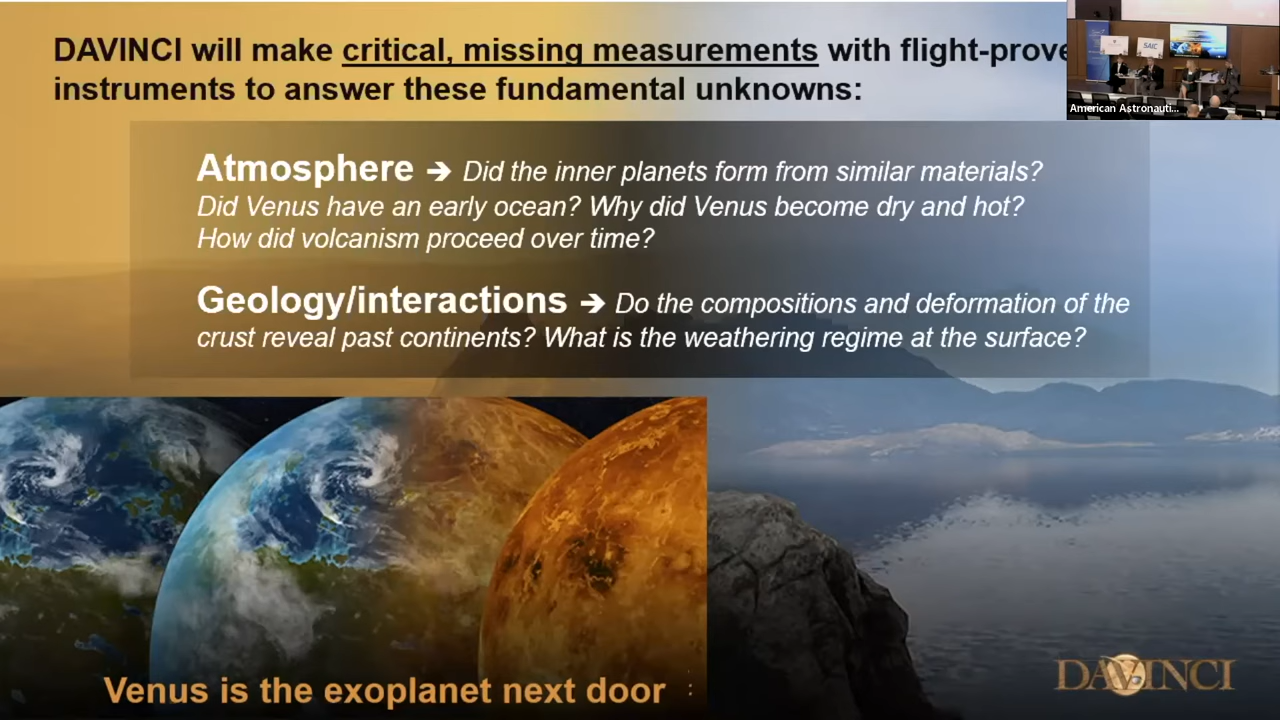 DAVINCI will make critical, missing measurements with flight-prove
instruments to answer these fundamental unknowns:
SAIC
American Astronauti...
Atmosphere ➔ Did the inner planets form from similar materials?
Did Venus have an early ocean? Why did Venus become dry and hot?
How did volcanism proceed over time?
Geology/interactions ➔ Do the compositions and deformation of the
crust reveal past continents? What is the weathering regime at the surface?
Venus is the exoplanet next door
DAVINCI